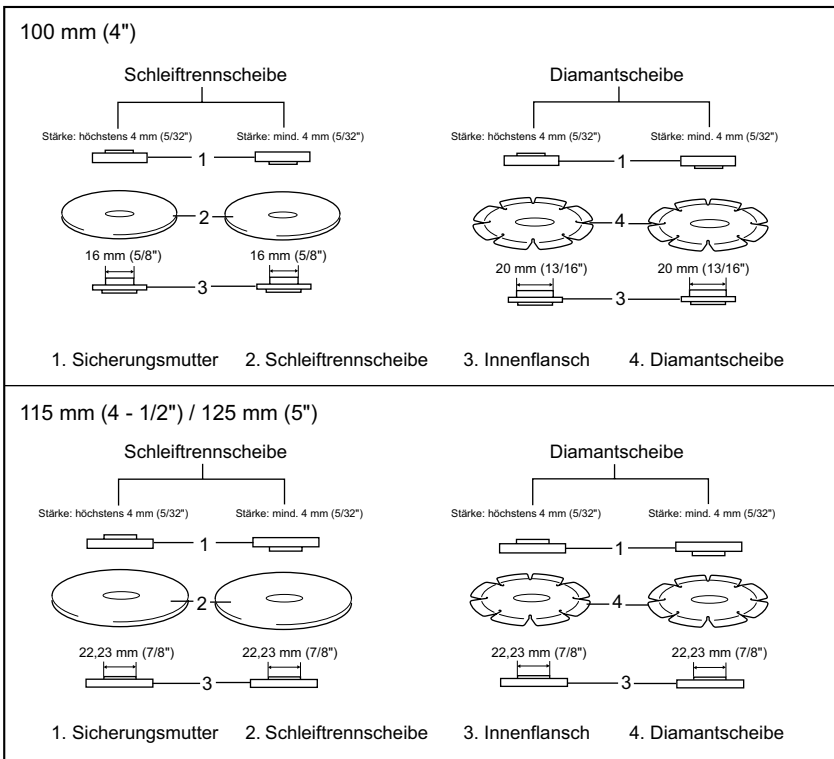 100 mm (4")
Schleiftrennscheibe Diamantscheibe
Stärke: höchstens 4 mm (5/32") Stärke: mind. 4 mm (5/32") Stärke: höchstens 4 mm (5/32") Stärke: mind. 4 mm (5/32")
1 1
2 4
16 mm (5/8") 16 mm (5/8") 20 mm (13/16") 20 mm (13/16")
3 3
1. Sicherungsmutter 2. Schleiftrennscheibe 3. Innenflansch 4. Diamantscheibe
115 mm (4 - 1/2") / 125 mm (5")
Schleiftrennscheibe Diamantscheibe
Stärke: höchstens 4 mm (5/32") Stärke: mind. 4 mm (5/32") Stärke: höchstens 4 mm (5/32") Stärke: mind. 4 mm (5/32")
1 1
2 4
22,23 mm (7/8") 22,23 mm (7/8") 22,23 mm (7/8") 22,23 mm (7/8")
3 3
1. Sicherungsmutter 2. Schleiftrennscheibe 3. Innenflansch 4. Diamantscheibe